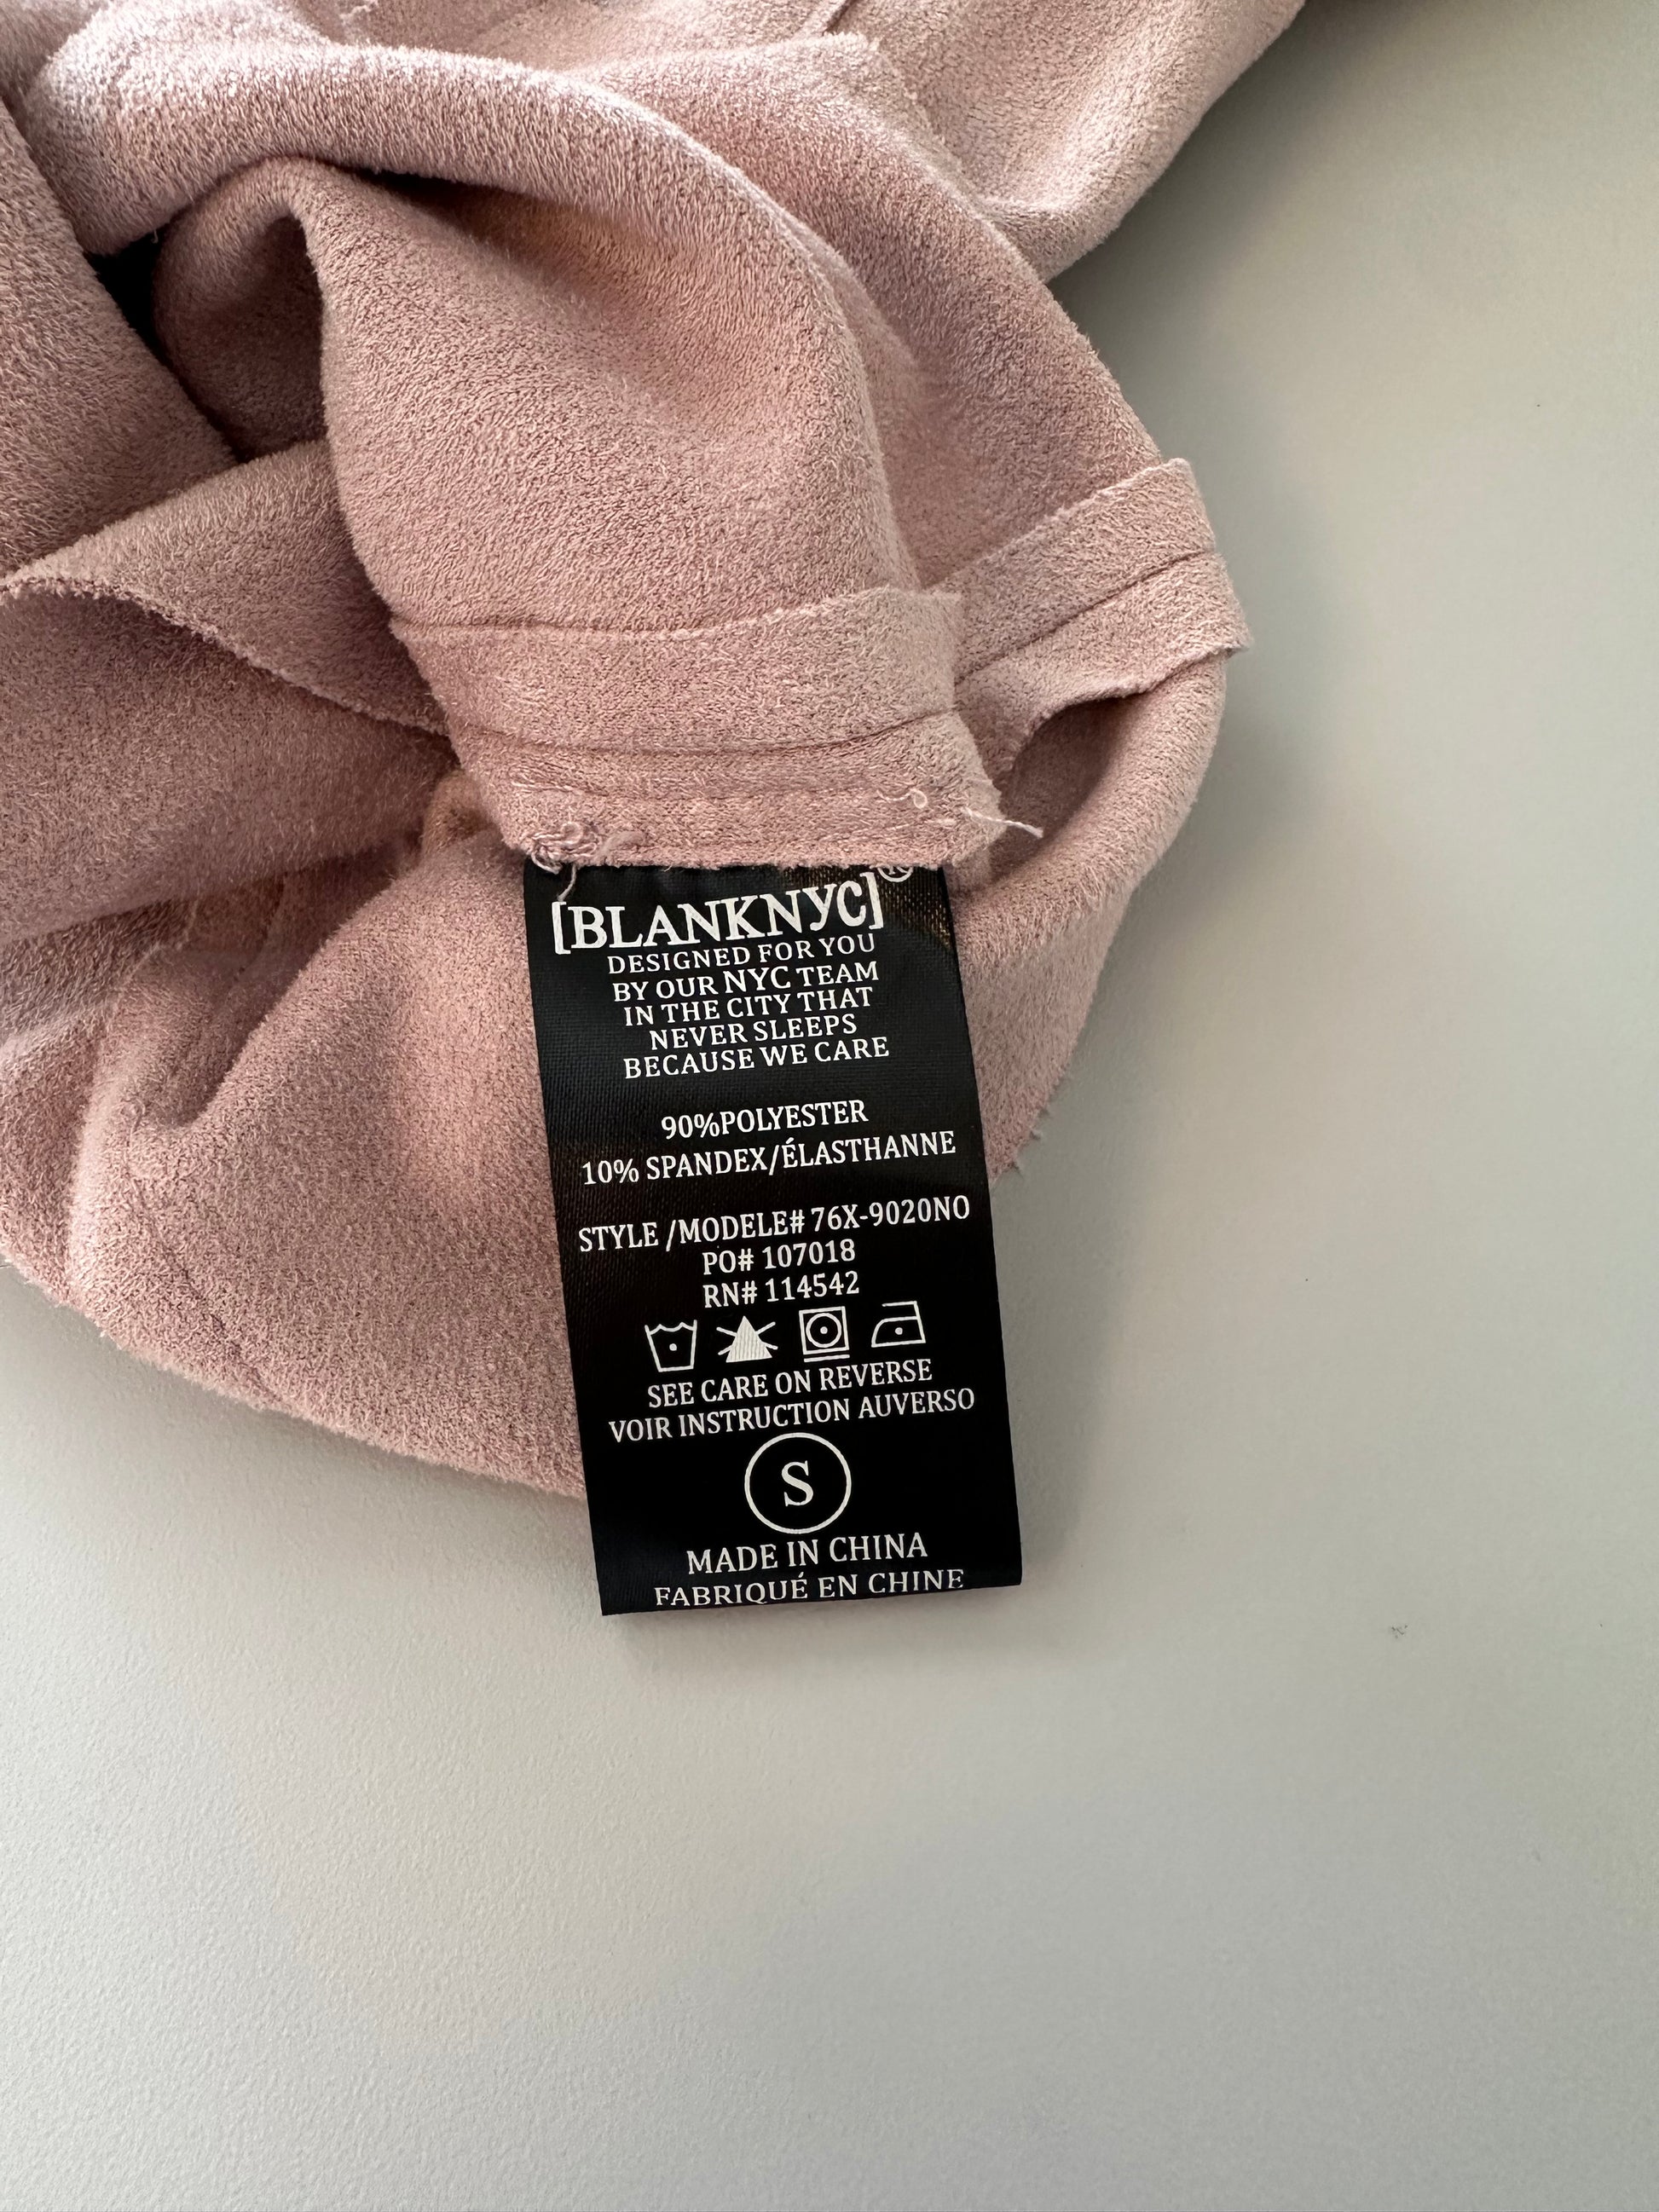 [BLANKNYC]®
DESIGNED FOR YOU
BY OUR NYC TEAM
IN THE CITY THAT
NEVER SLEEPS
BECAUSE WE CARE
90%POLYESTER
10% SPANDEX/ÉLASTHANNE
STYLE /MODELE# 76X-9020NO
PO# 107018
RN# 114542
SEE CARE ON REVERSE
VOIR INSTRUCTION AUVERSO
S
MADE IN CHINA
FABRIQUÉ EN CHINE